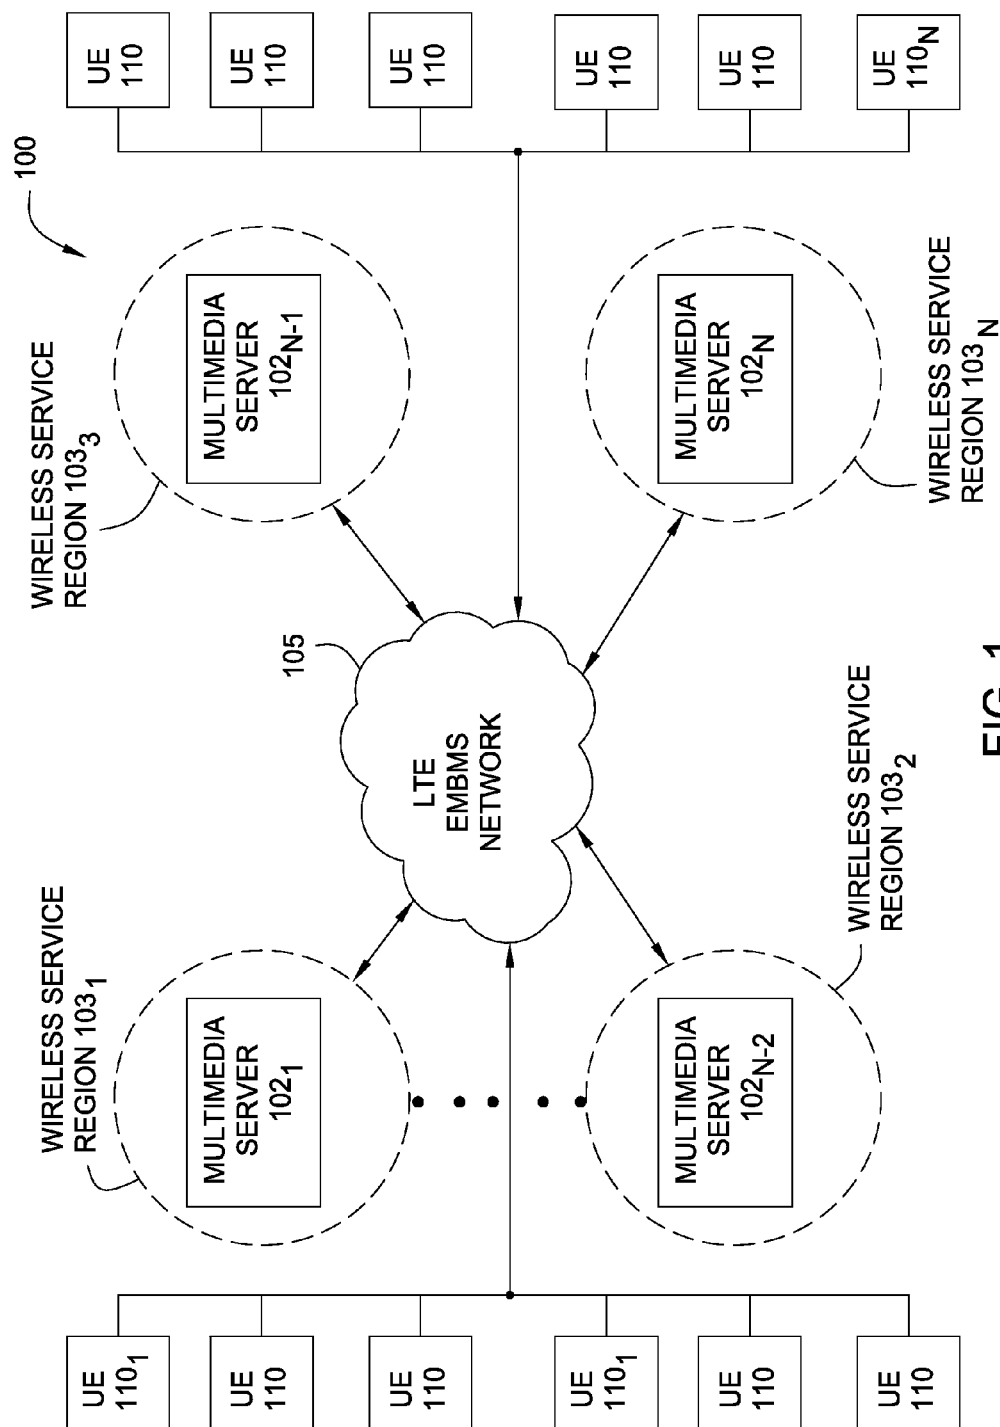 100
WIRELESS SERVICE
REGION 103₁
WIRELESS SERVICE
REGION 103₃
UE
110₁
UE
110
UE
110
UE
110₁
UE
110
UE
110
MULTIMEDIA
SERVER
102₁
MULTIMEDIA
SERVER
102N-1
105
LTE
EMBMS
NETWORK
MULTIMEDIA
SERVER
102N-2
MULTIMEDIA
SERVER
102N
UE
110
UE
110
UE
110
UE
110
UE
110
UE
110N
WIRELESS SERVICE
REGION 103₂
WIRELESS SERVICE
REGION 103N
FIG. 1